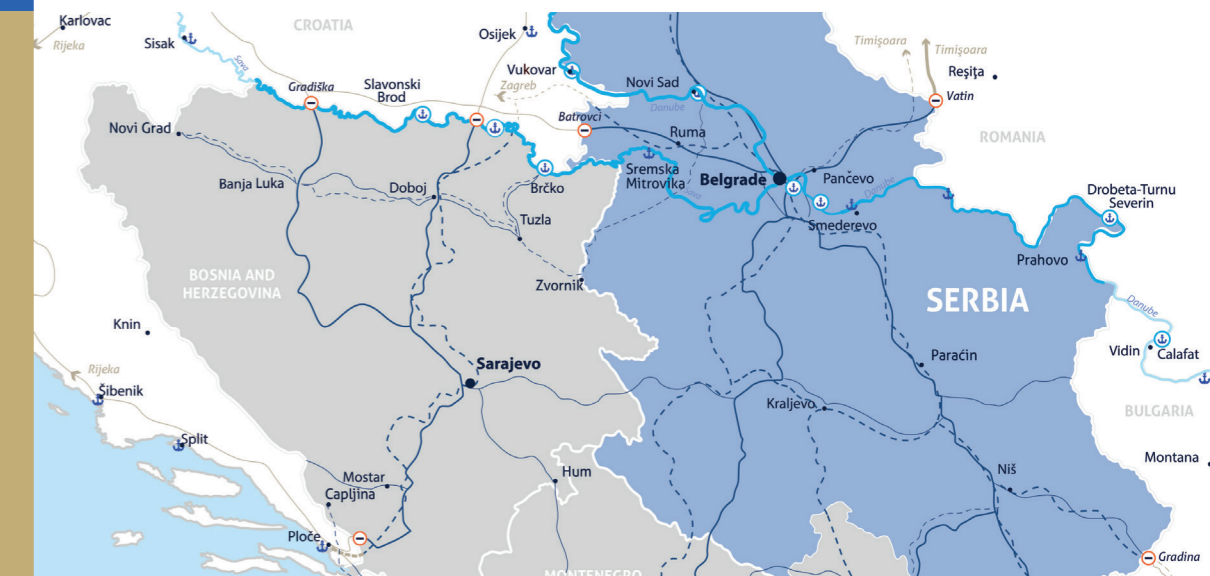 Karlovac
Rijeka
Sisak
Sava
CROATIA
Osijek
Vukovar
Zagreb
Gradiška
Slavonski
Brod
Batrovci
Novi Sad
Danube
Ruma
Timişoara
Timişoara
Reşiţa
Vatin
ROMANIA
Novi Grad
Banja Luka
Doboj
Brčko
Tuzla
Zvornik
Sremska
Mitrovika
Sava
Belgrade
Pančevo
Danube
Smederevo
Drobeta-Turnu
Severin
Prahovo
Danube
BOSNIA AND
HERZEGOVINA
SERBIA
Knin
Rijeka
Šibenik
Split
Sarajevo
Paraćin
Kraljevo
Vidin
Calafat
BULGARIA
Montana
Mostar
Capljina
Ploče
Hum
Niš
Gradina
MONTENEGRO